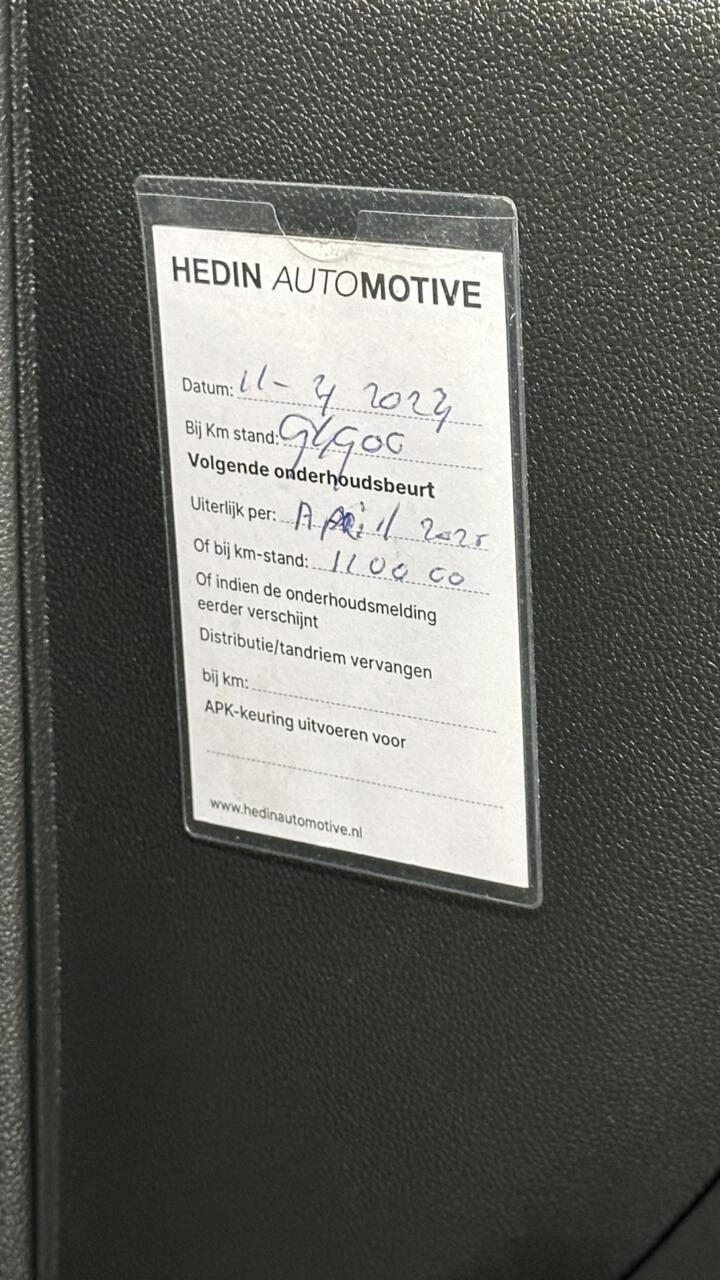 HEDIN AUTOMOTIVE
Datum: 11-4 2024
Bij Km stand: 94900
Volgende onderhoudsbeurt
Uiterlijk per: April 2025
Of bij km-stand: 110000
Of indien de onderhoudsmelding
eerder verschijnt
Distributie/tandriem vervangen
bij km:
APK-keuring uitvoeren voor
www.hedinautomotive.nl